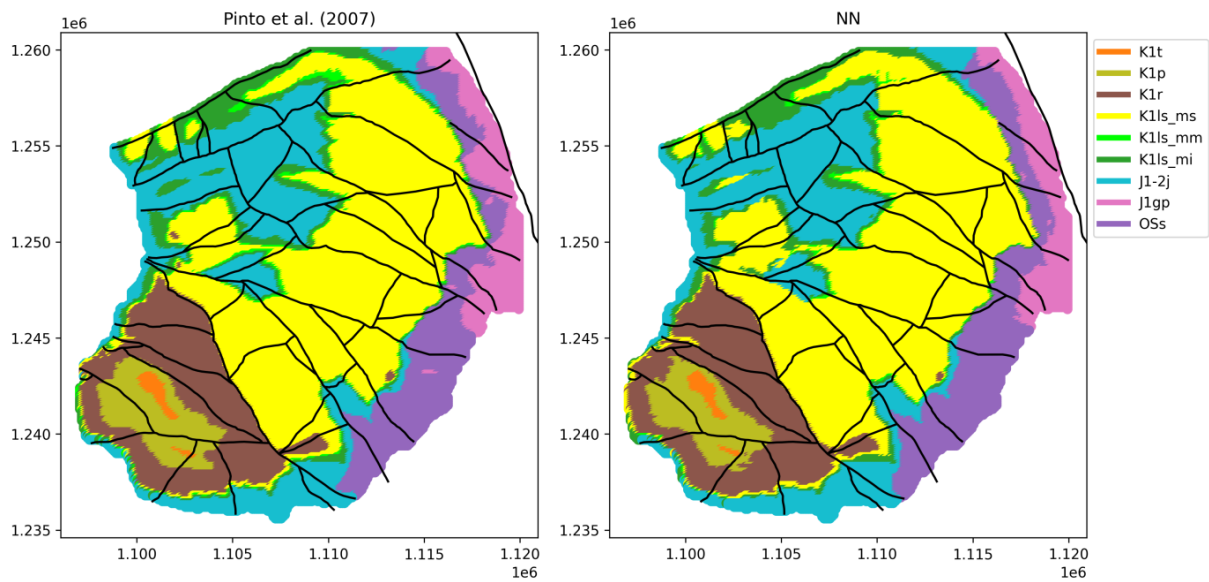 Pinto et al. (2007)
1e6
1.260
1.255
1.250
1.245
1.240
1.235
1.100
1.105
1.110
1.115
1.120
1e6
NN
1e6
1.260
1.255
1.250
1.245
1.240
1.235
1.100
1.105
1.110
1.115
1.120
1e6
K1t
K1p
K1r
K1ls_ms
K1ls_mm
K1ls_mi
J1-2j
J1gp
OSs